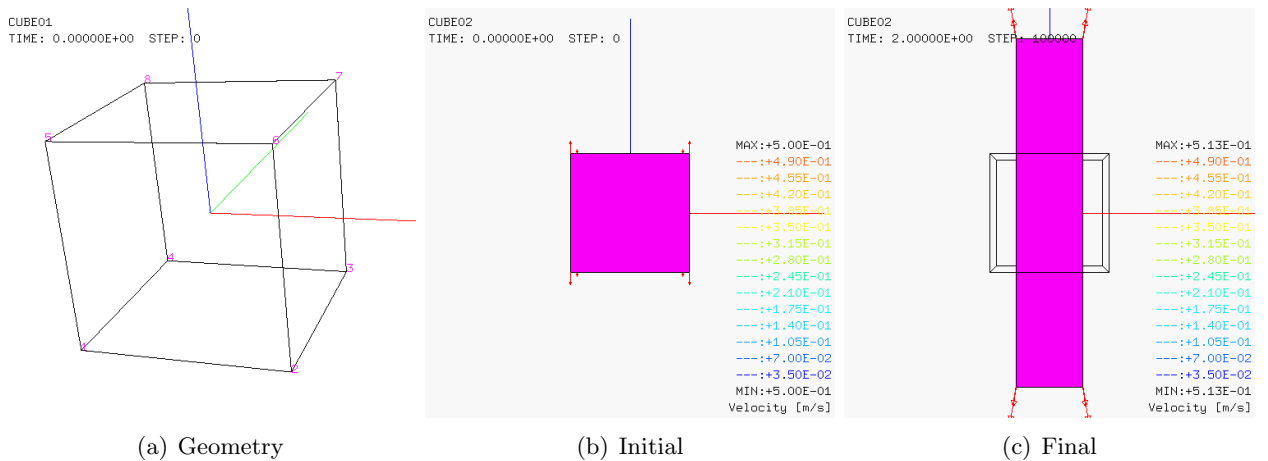 CUBE01
TIME: 0.00000E+00  STEP: 0
8
7
5
6
4
3
1
2
CUBE02
TIME: 0.00000E+00  STEP: 0
MAX:+5.00E-01
---:+4.90E-01
---:+4.55E-01
---:+4.20E-01
---:+3.85E-01
---:+3.50E-01
---:+3.15E-01
---:+2.80E-01
---:+2.45E-01
---:+2.10E-01
---:+1.75E-01
---:+1.40E-01
---:+1.05E-01
---:+7.00E-02
---:+3.50E-02
MIN:+5.00E-01
Velocity [m/s]
CUBE02
TIME: 2.00000E+00  STEP: 100000
MAX:+5.13E-01
---:+4.90E-01
---:+4.55E-01
---:+4.20E-01
---:+3.85E-01
---:+3.50E-01
---:+3.15E-01
---:+2.80E-01
---:+2.45E-01
---:+2.10E-01
---:+1.75E-01
---:+1.40E-01
---:+1.05E-01
---:+7.00E-02
---:+3.50E-02
MIN:+5.13E-01
Velocity [m/s]
(a) Geometry
(b) Initial
(c) Final